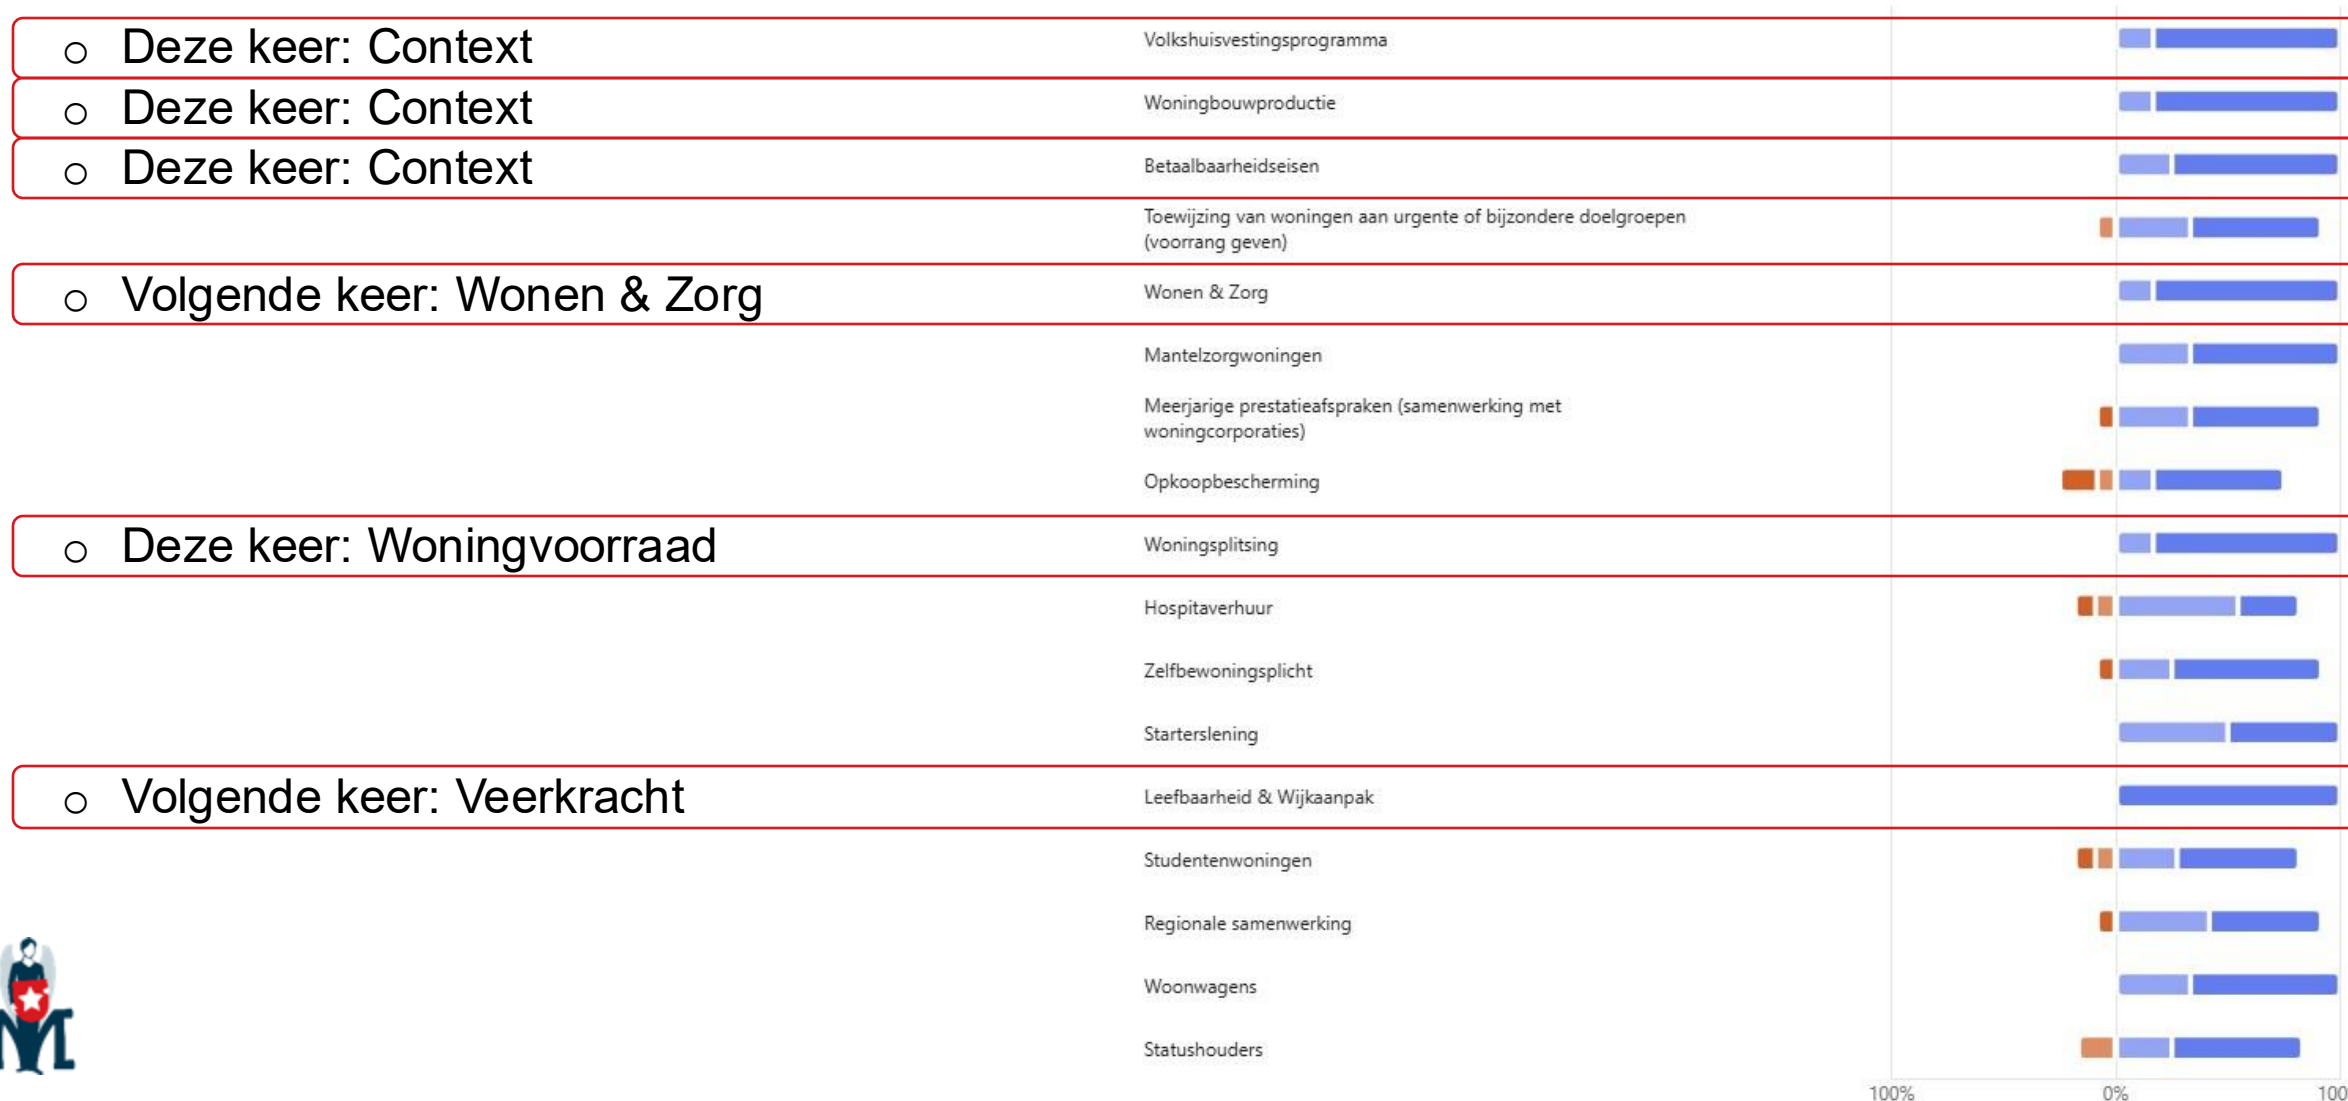 o Deze keer: Context
Volkshuisvestingsprogramma
o Deze keer: Context
Woningbouwproductie
o Deze keer: Context
Betaalbaarheidseisen
Toewijzing van woningen aan urgente of bijzondere doelgroepen
(voorrang geven)
o Volgende keer: Wonen & Zorg
Wonen & Zorg
Mantelzorgwoningen
Meerjarige prestatieafspraken (samenwerking met
woningcorporaties)
Opkoopbescherming
o Deze keer: Woningvoorraad
Woningsplitsing
Hospitaverhuur
Zelfbewoningsplicht
Starterslening
o Volgende keer: Veerkracht
Leefbaarheid & Wijkaanpak
Studentenwoningen
Regionale samenwerking
Woonwagens
Statushouders
100% 0% 100